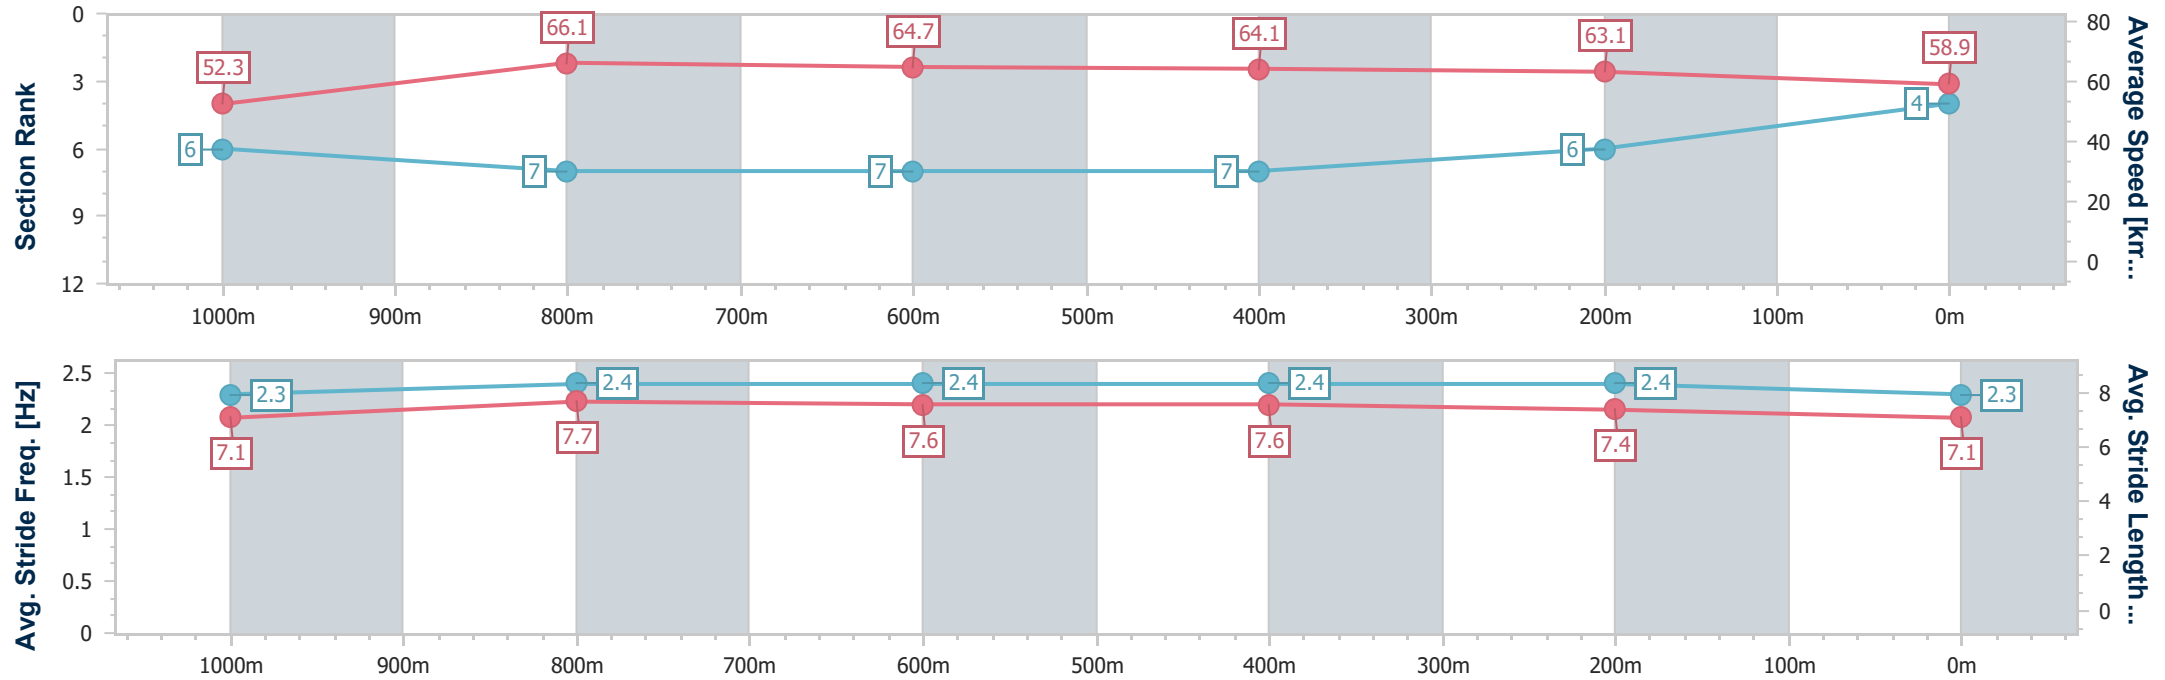 Section Rank
0
3
6
9
12
52.3
66.1
64.7
64.1
63.1
58.9
6
7
7
7
6
4
80
60
40
20
0
Average Speed [km...
1000m
900m
800m
700m
600m
500m
400m
300m
200m
100m
0m
Avg. Stride Freq. [Hz]
2.5
2
1.5
1
0.5
0
2.3
2.4
2.4
2.4
2.4
2.3
7.1
7.7
7.6
7.6
7.4
7.1
8
6
4
2
0
Avg. Stride Length...
1000m
900m
800m
700m
600m
500m
400m
300m
200m
100m
0m